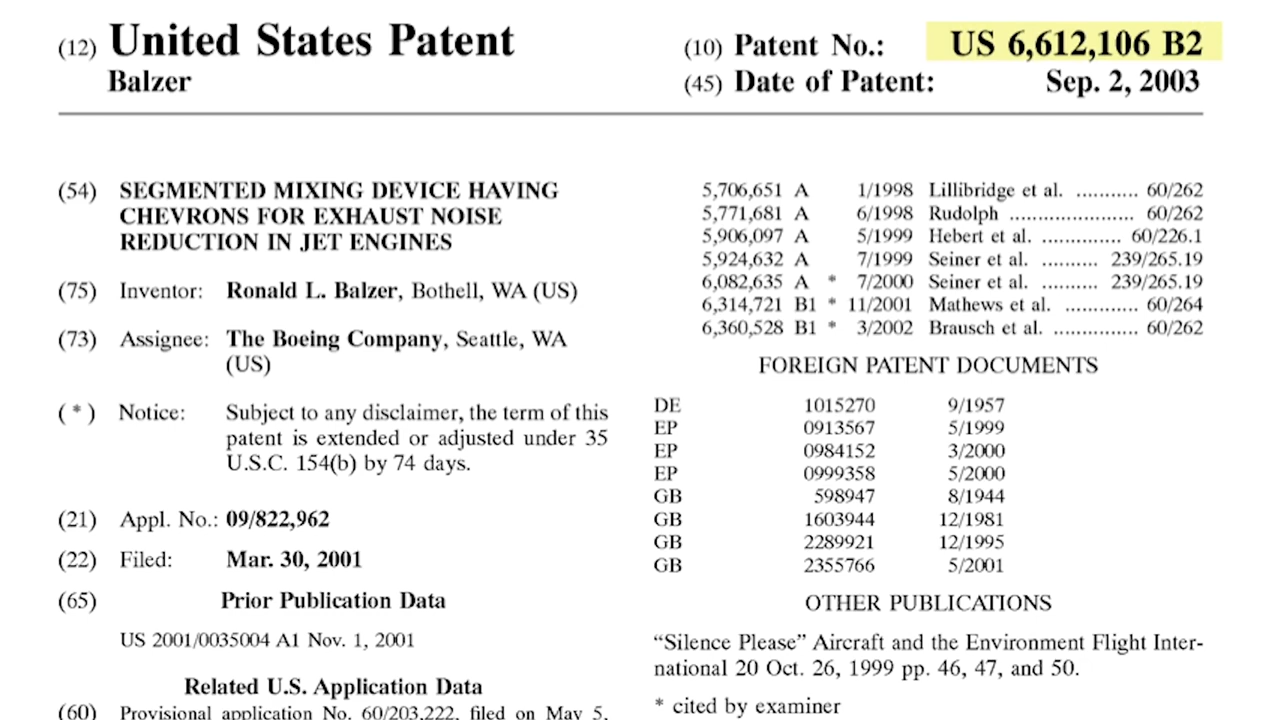 (12) United States Patent
Balzer
(10) Patent No.: US 6,612,106 B2
(45) Date of Patent: Sep. 2, 2003
(54) SEGMENTED MIXING DEVICE HAVING
CHEVRONS FOR EXHAUST NOISE
REDUCTION IN JET ENGINES
(75) Inventor: Ronald L. Balzer, Bothell, WA (US)
(73) Assignee: The Boeing Company, Seattle, WA
(US)
( * ) Notice: Subject to any disclaimer, the term of this
patent is extended or adjusted under 35
U.S.C. 154(b) by 74 days.
(21) Appl. No.: 09/822,962
(22) Filed: Mar. 30, 2001
(65) Prior Publication Data
US 2001/0035004 A1 Nov. 1, 2001
Related U.S. Application Data
(60) Provisional application No. 60/203,222, filed on May 5,
5,706,651 A 1/1998 Lillibridge et al. ........... 60/262
5,771,681 A 6/1998 Rudolph ...................... 60/262
5,906,097 A 5/1999 Hebert et al. .............. 60/226.1
5,924,632 A 7/1999 Seiner et al. .......... 239/265.19
6,082,635 A * 7/2000 Seiner et al. .......... 239/265.19
6,314,721 B1 * 11/2001 Mathews et al. ............. 60/264
6,360,528 B1 * 3/2002 Brausch et al. ............... 60/262
FOREIGN PATENT DOCUMENTS
DE 1015270 9/1957
EP 0913567 5/1999
EP 0984152 3/2000
EP 0999358 5/2000
GB 598947 8/1944
GB 1603944 12/1981
GB 2289921 12/1995
GB 2355766 5/2001
OTHER PUBLICATIONS
“Silence Please” Aircraft and the Environment Flight Inter-
national 20 Oct. 26, 1999 pp. 46, 47, and 50.
* cited by examiner